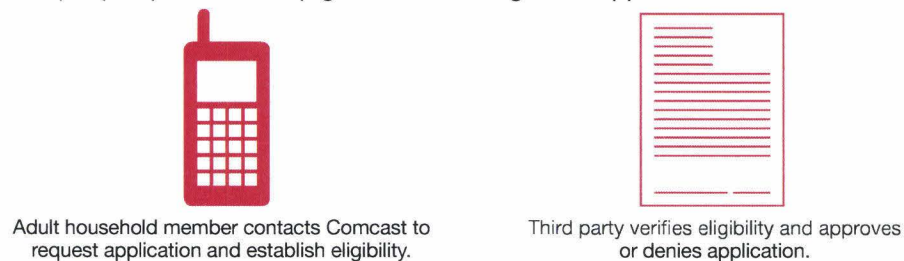 Adult household member contacts Comcast to
request application and establish eligibility.
Third party verifies eligibility and approves
or denies application.